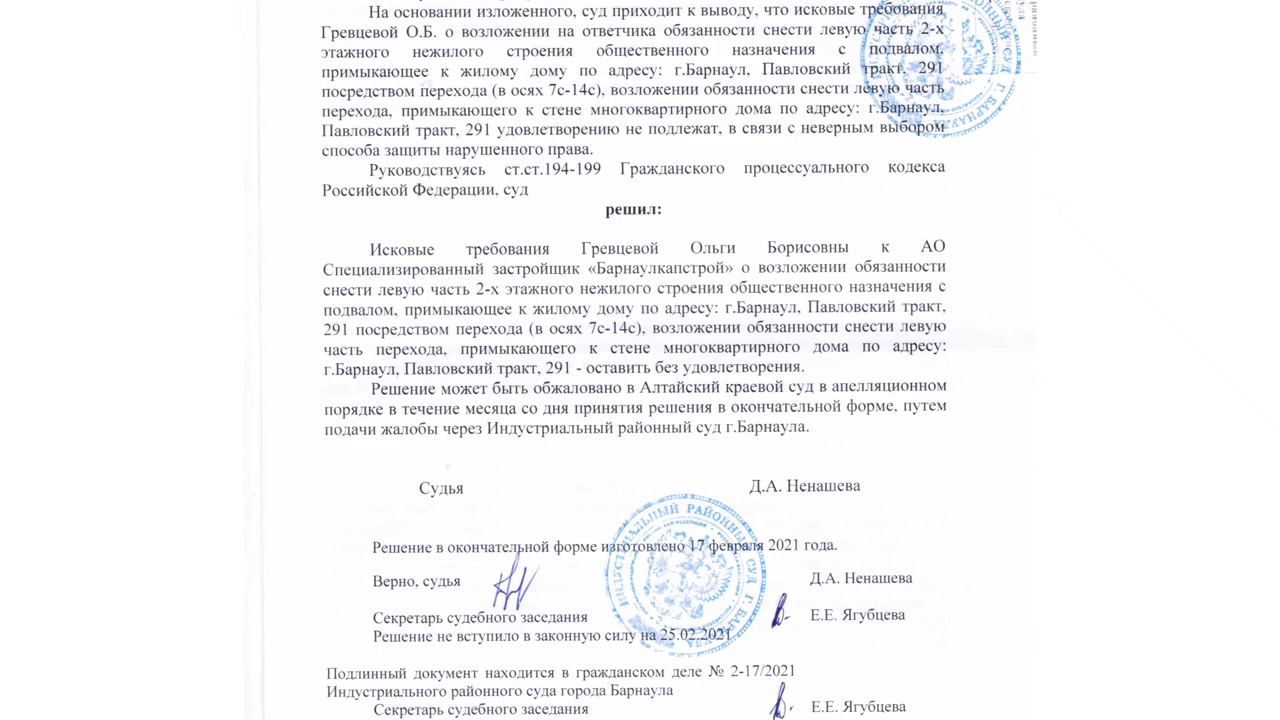 На основании изложенного, суд приходит к выводу, что исковые требования
Гревцевой О.Б. о возложении на ответчика обязанности снести левую часть 2-х
этажного нежилого строения общественного назначения с подвалом,
примыкающее к жилому дому по адресу: г.Барнаул, Павловский тракт, 291
посредством перехода (в осях 7с-14с), возложении обязанности снести левую часть
перехода, примыкающего к стене многоквартирного дома по адресу: г.Барнаул,
Павловский тракт, 291 удовлетворению не подлежат, в связи с неверным выбором
способа защиты нарушенного права.
Руководствуясь ст.ст.194-199 Гражданского процессуального кодекса
Российской Федерации, суд
решил:
Исковые требования Гревцевой Ольги Борисовны к АО
Специализированный застройщик «Барнаулкапстрой» о возложении обязанности
снести левую часть 2-х этажного нежилого строения общественного назначения с
подвалом, примыкающее к жилому дому по адресу: г.Барнаул, Павловский тракт,
291 посредством перехода (в осях 7с-14с), возложении обязанности снести левую
часть перехода, примыкающего к стене многоквартирного дома по адресу:
г.Барнаул, Павловский тракт, 291 - оставить без удовлетворения.
Решение может быть обжаловано в Алтайский краевой суд в апелляционном
порядке в течение месяца со дня принятия решения в окончательной форме, путем
подачи жалобы через Индустриальный районный суд г.Барнаула.
Судья Д.А. Ненашева
ИНДУСТРИАЛЬНЫЙ РАЙОННЫЙ СУД Г. БАРНАУЛА
Решение в окончательной форме изготовлено 17 февраля 2021 года.
Верно, судья Д.А. Ненашева
Секретарь судебного заседания Е.Е. Ягубцева
Решение не вступило в законную силу на 25.02.2021
Подлинный документ находится в гражданском деле № 2-17/2021
Индустриального районного суда города Барнаула
Секретарь судебного заседания Е.Е. Ягубцева